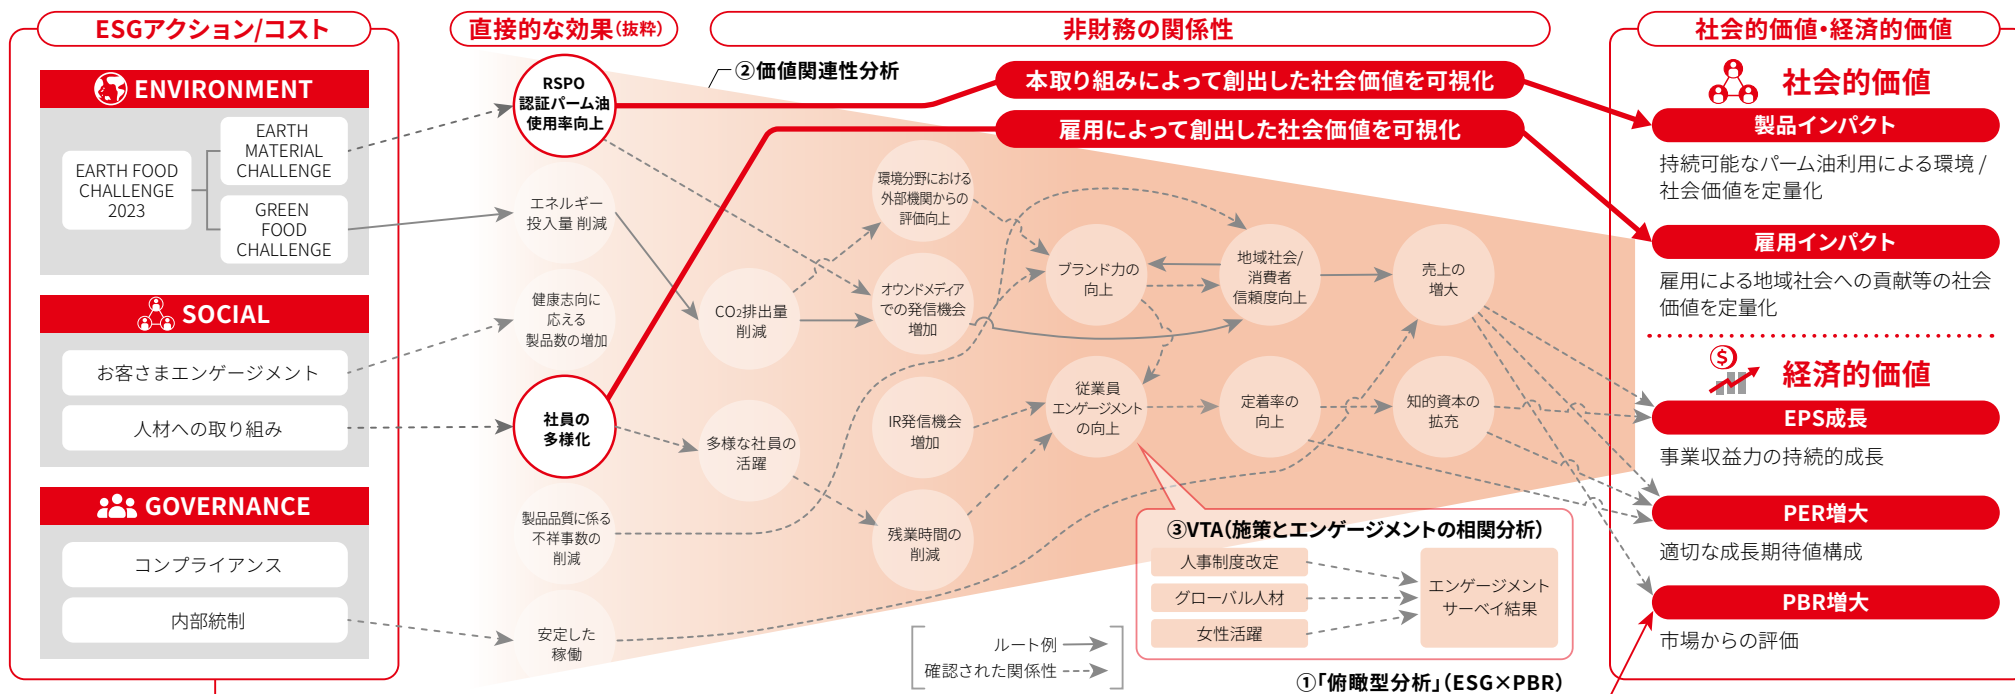 ESGアクション/コスト
ENVIRONMENT
EARTH FOOD
CHALLENGE
2023
EARTH
MATERIAL
CHALLENGE
GREEN
FOOD
CHALLENGE
SOCIAL
お客さまエンゲージメント
人材への取り組み
GOVERNANCE
コンプライアンス
内部統制
直接的な効果(抜粋)
RSPO
認証パーム油
使用率向上
エネルギー
投入量 削減
健康志向に
応える
製品数の増加
社員の
多様化
製品品質に係る
不祥事数の
削減
安定した
稼働
非財務の関係性
②価値関連性分析
本取り組みによって創出した社会価値を可視化
雇用によって創出した社会価値を可視化
CO₂排出量
削減
多様な社員の
活躍
環境分野における
外部機関からの
評価向上
オウンドメディア
での発信機会
増加
IR発信機会
増加
残業時間の
削減
ブランド力の
向上
従業員
エンゲージメント
の向上
地域社会/
消費者
信頼度向上
定着率の
向上
売上の
増大
知的資本の
拡充
③VTA(施策とエンゲージメントの相関分析)
人事制度改定
グローバル人材
女性活躍
エンゲージメント
サーベイ結果
ルート例
確認された関係性
①「俯瞰型分析」(ESG×PBR)
社会的価値・経済的価値
社会的価値
製品インパクト
持続可能なパーム油利用による環境/
社会価値を定量化
雇用インパクト
雇用による地域社会への貢献等の社会
価値を定量化
$
経済的価値
EPS成長
事業収益力の持続的成長
PER増大
適切な成長期待値構成
PBR増大
市場からの評価